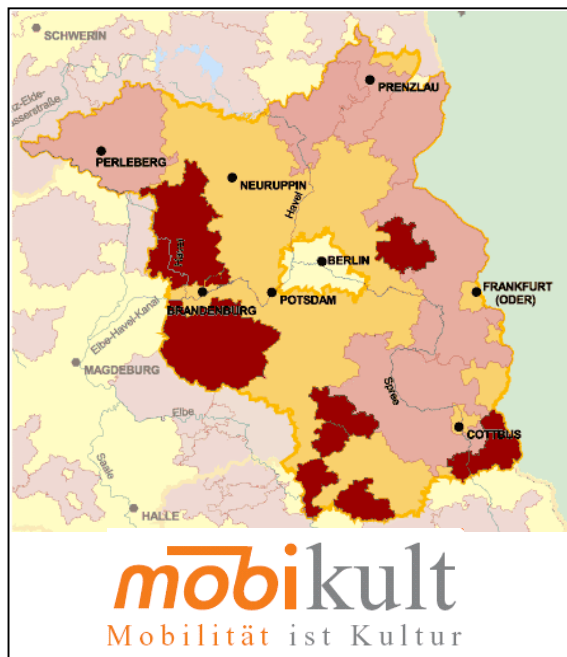 SCHWERIN
PRENZLAU
PERLEBERG
NEURUPPIN
Havel
Havel
BERLIN
BRANDENBURG
POTSDAM
FRANKFURT
(ODER)
Elbe-Havel-Kanal
MAGDEBURG
Spree
Elbe
COTTBUS
Saale
HALLE
mobikult
Mobilität ist Kultur